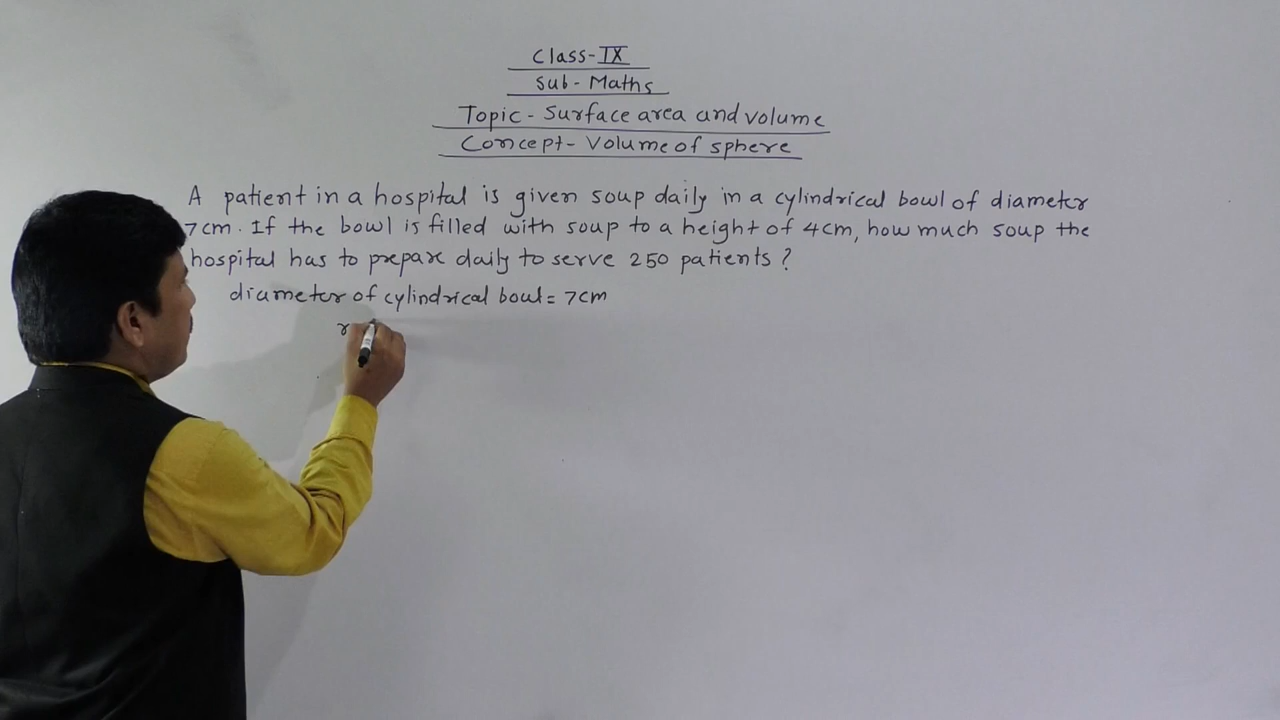 Class-IX
Sub- Maths
Topic - Surface area and volume
Concept- Volume of sphere
A patient in a hospital is given soup daily in a cylindrical bowl of diameter
7cm. If the bowl is filled with soup to a height of 4cm, how much soup the
hospital has to prepare daily to serve 250 patients ?
diameter of cylindrical bowl = 7cm
r